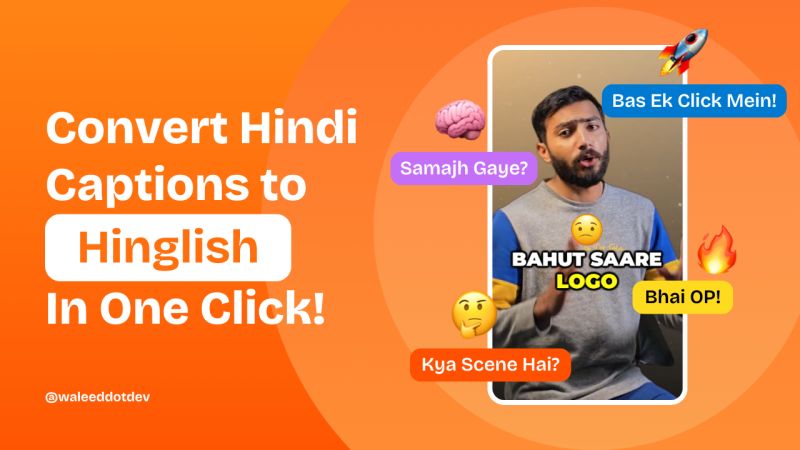 Convert Hindi
Captions to
Hinglish
In One Click!
@waleeddotdev
Bas Ek Click Mein!
Samajh Gaye?
BAHUT SAARE
LOGO
Bhai OP!
Kya Scene Hai?